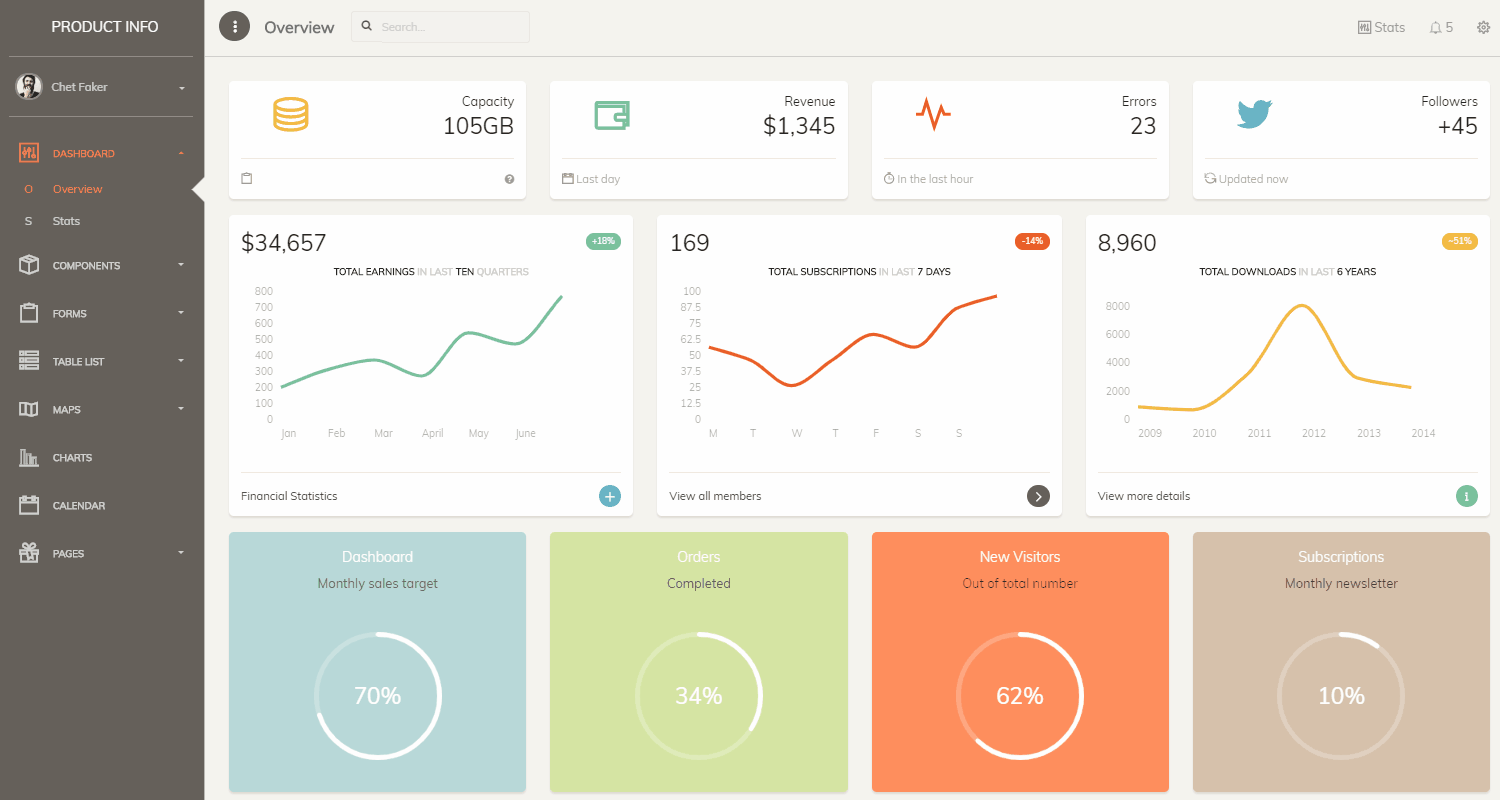 PRODUCT INFO
Chet Faker
DASHBOARD
O Overview
S Stats
COMPONENTS
FORMS
TABLE LIST
MAPS
CHARTS
CALENDAR
PAGES
Overview
Search...
Stats
5
Capacity
105GB
Revenue
$1,345
Last day
Errors
23
In the last hour
Followers
+45
Updated now
$34,657
+18%
TOTAL EARNINGS IN LAST TEN QUARTERS
800
700
600
500
400
300
200
100
0
Jan Feb Mar April May June
Financial Statistics
169
-14%
TOTAL SUBSCRIPTIONS IN LAST 7 DAYS
100
87.5
75
62.5
50
37.5
25
12.5
0
M T W T F S S
View all members
8,960
~51%
TOTAL DOWNLOADS IN LAST 6 YEARS
8000
6000
4000
2000
0
2009 2010 2011 2012 2013 2014
View more details
Dashboard
Monthly sales target
70%
Orders
Completed
34%
New Visitors
Out of total number
62%
Subscriptions
Monthly newsletter
10%